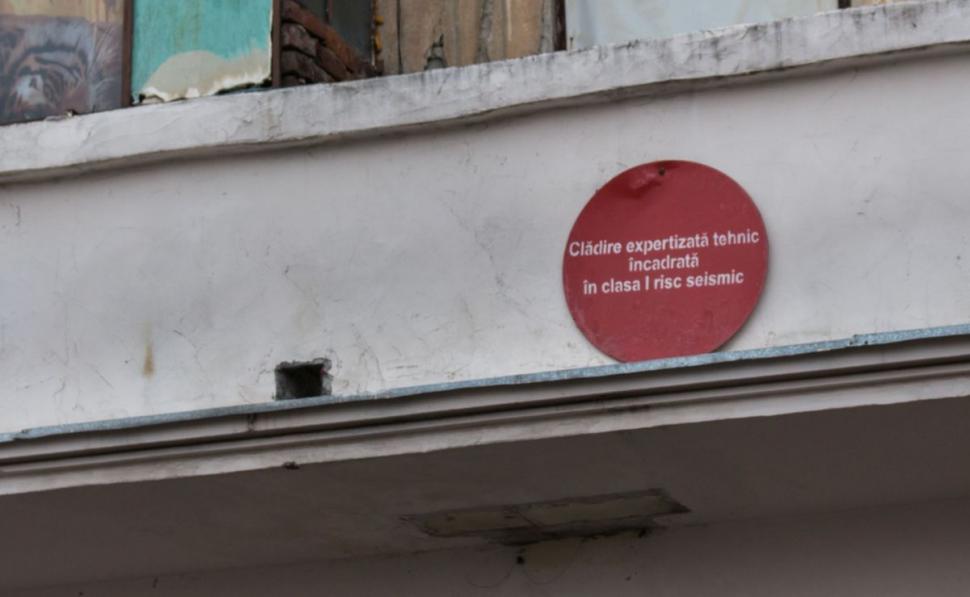 Clădire expertizată tehnic
încadrată
în clasa I risc seismic